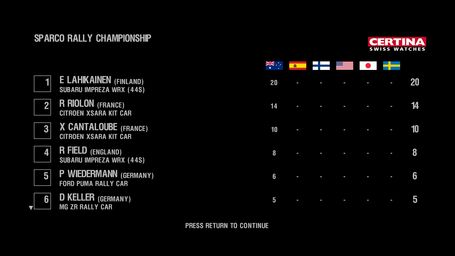 SPARCO RALLY CHAMPIONSHIP
CERTINA
SWISS WATCHES
1 E LAHIKAINEN (FINLAND) 20 - - - - - 20
SUBARU IMPREZA WRX (44S)
2 R RIOLON (FRANCE) 14 - - - - - 14
CITROEN XSARA KIT CAR
3 X CANTALOUBE (FRANCE) 10 - - - - - 10
CITROEN XSARA KIT CAR
4 R FIELD (ENGLAND) 8 - - - - - 8
SUBARU IMPREZA WRX (44S)
5 P WIEDERMANN (GERMANY) 6 - - - - - 6
FORD PUMA RALLY CAR
6 D KELLER (GERMANY) 5 - - - - - 5
MG ZR RALLY CAR
PRESS RETURN TO CONTINUE